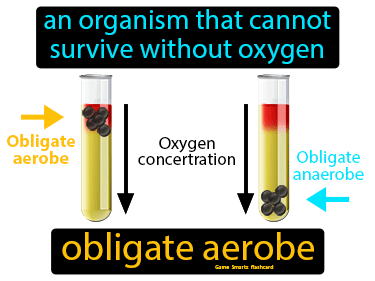 an organism that cannot
survive without oxygen
Obligate
aerobe
Oxygen
concertration
Obligate
anaerobe
obligate aerobe
Game Smartz flashcard